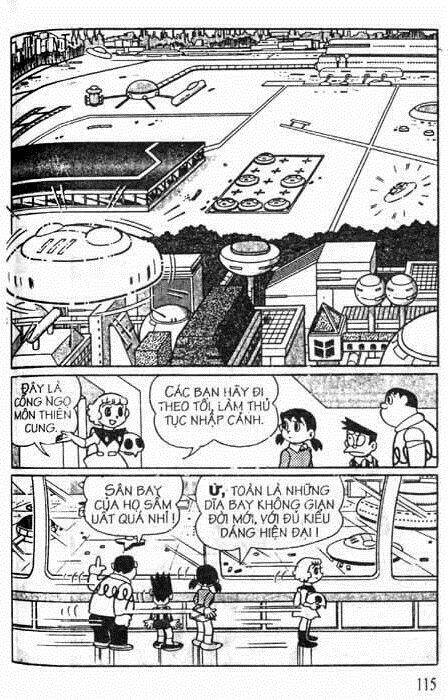 ĐÂY LÀ
CỔNG NGỌ
MÔN THIÊN
CUNG.
CÁC BẠN HÃY ĐI
THEO TÔI, LÀM THỦ
TỤC NHẬP CẢNH.
SÂN BAY
CỦA HỌ SẦM
UẤT QUÁ NHỈ!
Ừ, TOÀN LÀ NHỮNG
DĨA BAY KHÔNG GIAN
ĐỜI MỚI, VỚI ĐỦ KIỂU
DÁNG HIỆN ĐẠI!
115